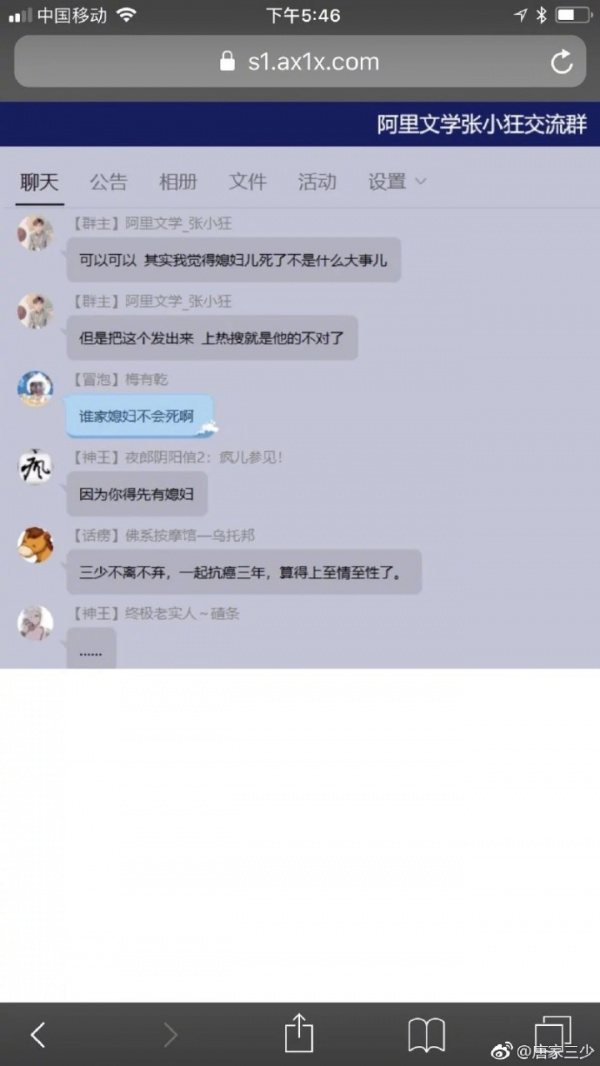 中国移动
下午5:46
s1.ax1x.com
阿里文学张小狂交流群
聊天 公告 相册 文件 活动 设置
【群主】阿里文学_张小狂
可以可以 其实我觉得媳妇儿死了不是什么大事儿
【群主】阿里文学_张小狂
但是把这个发出来 上热搜就是他的不对了
【冒泡】梅有乾
谁家媳妇不会死啊
疯
【神王】夜郎阴阳倌2：疯儿参见！
因为你得先有媳妇
【话痨】佛系按摩馆—乌托邦
三少不离不弃，一起抗癌三年，算得上至情至性了。
【神王】终极老实人～碴条
......
@唐家三少